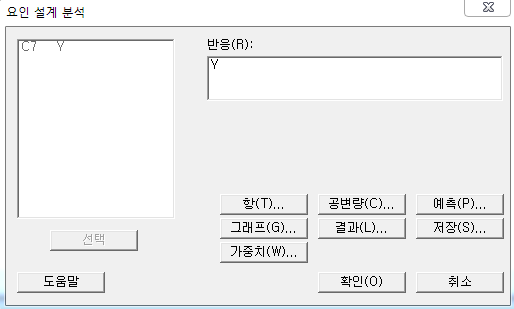 요인 설계 분석
C7 Y
반응(R):
Y
항(T)... 공변량(C)... 예측(P)...
그래프(G)... 결과(L)... 저장(S)...
선택
가중치(W)...
도움말 확인(O) 취소